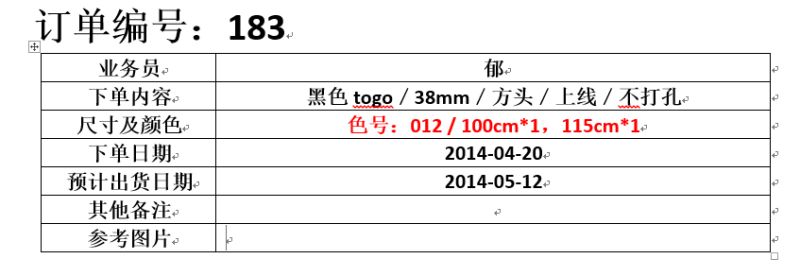 订单编号：183
业务员 郁
下单内容 黑色 togo / 38mm / 方头 / 上线 / 不打孔
尺寸及颜色 色号：012 / 100cm*1，115cm*1
下单日期 2014-04-20
预计出货日期 2014-05-12
其他备注
参考图片